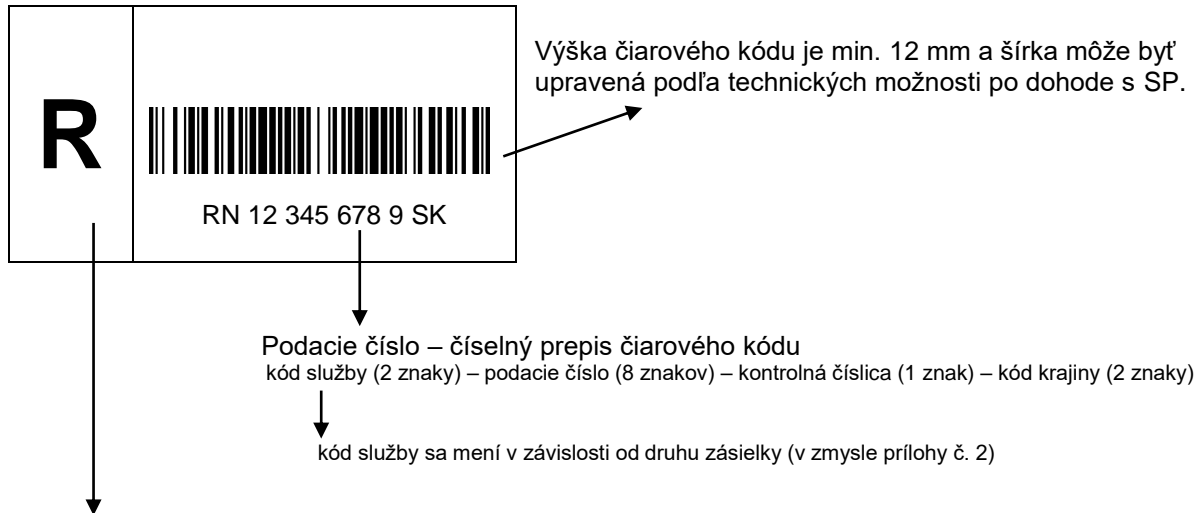 Výška čiarového kódu je min. 12 mm a šírka môže byť
upravená podľa technických možnosti po dohode s SP.
R
RN 12 345 678 9 SK
Podacie číslo – číselný prepis čiarového kódu
kód služby (2 znaky) – podacie číslo (8 znakov) – kontrolná číslica (1 znak) – kód krajiny (2 znaky)
kód služby sa mení v závislosti od druhu zásielky (v zmysle prílohy č. 2)